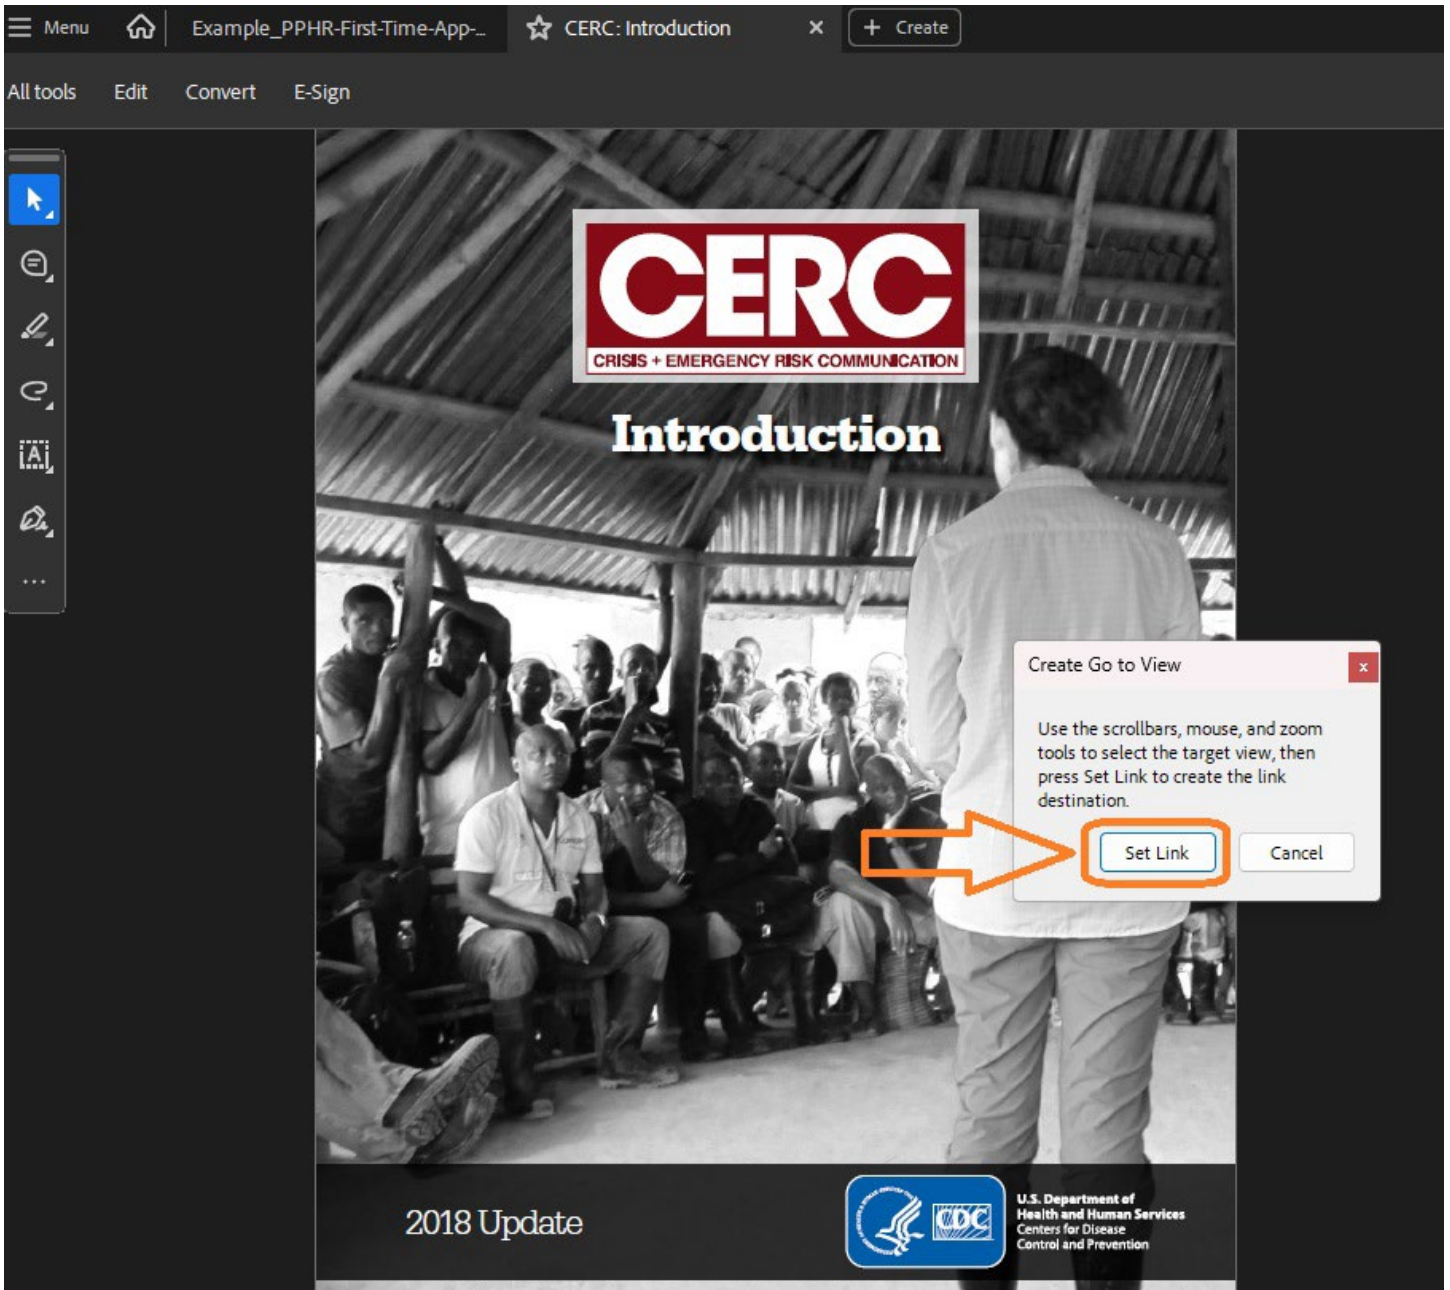 Menu
Example_PPHR-First-Time-App-...
CERC: Introduction
Create
All tools Edit Convert E-Sign
CERC
CRISIS + EMERGENCY RISK COMMUNICATION
Introduction
Create Go to View
Use the scrollbars, mouse, and zoom
tools to select the target view, then
press Set Link to create the link
destination.
Set Link Cancel
2018 Update
CDC
U.S. Department of
Health and Human Services
Centers for Disease
Control and Prevention